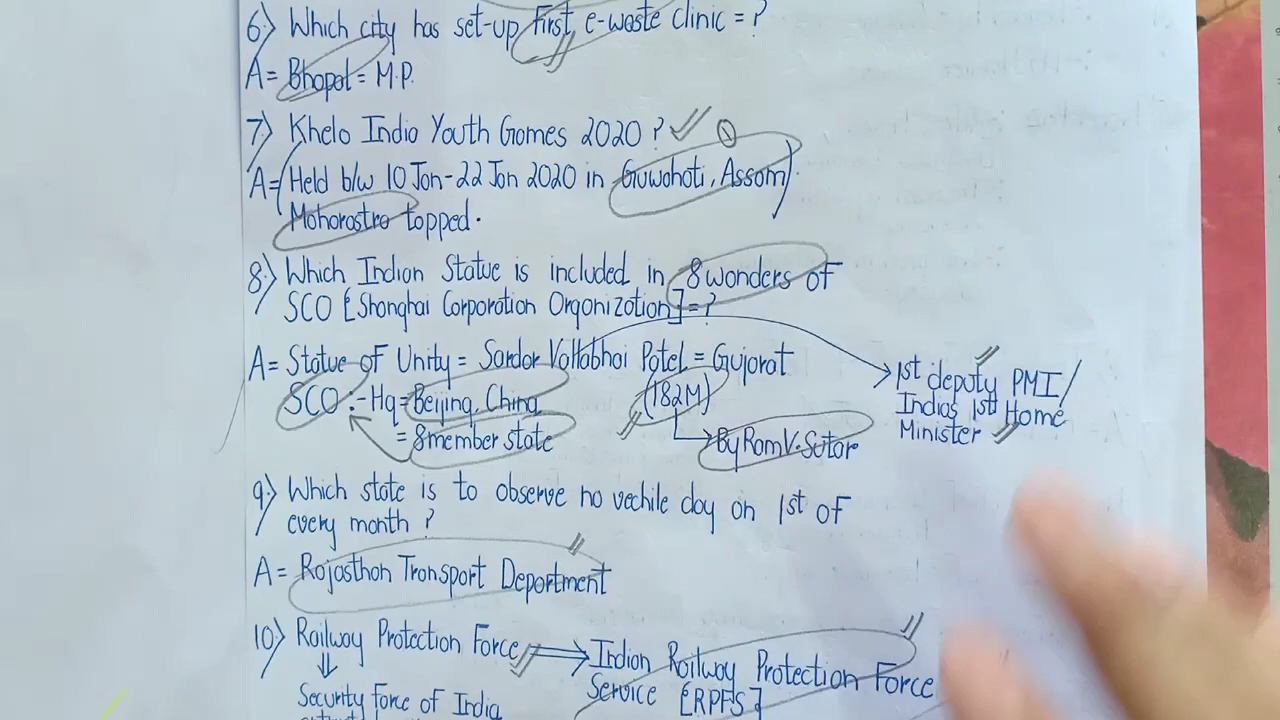 6) Which city has set-up first e-waste clinic = ?
A = Bhopal = M.P.
7) Khelo India Youth Games 2020 ?
A = Held b/w 10 Jan-22 Jan 2020 in Guwahati, Assam
Maharastra topped.
8) Which Indian Statue is included in 8 wonders of
SCO [Shanghai Corporation Organization] = ?
A = Statue of Unity = Sardar Vallabhai Patel = Gujarat
(182M)
By Ram V. Sutar
1st deputy PMI/
Indias 1st Home
Minister
SCO :- Hq = Beijing, China
= 8 member state
9) Which state is to observe no vechile day on 1st of
every month ?
A = Rajasthan Transport Department
10) Railway Protection Force
Security force of India
Indian Railway Protection Force
Service [RPFS]